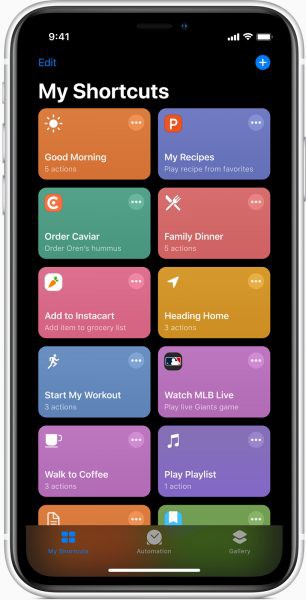 9:41
Edit
My Shortcuts
Good Morning
5 actions
P
My Recipes
Play recipe from favorites
Order Caviar
Order Oren's hummus
Family Dinner
5 actions
Add to Instacart
Add item to grocery list
Heading Home
3 actions
Start My Workout
3 actions
Watch MLB Live
Play live Giants game
Walk to Coffee
3 actions
Play Playlist
1 action
My Shortcuts
Automation
Gallery